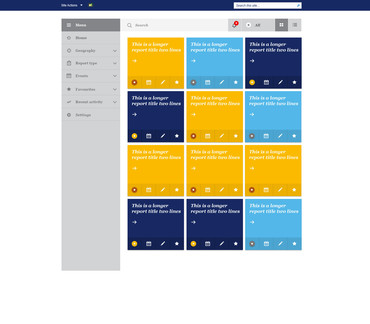 Site Actions
Search this site...
Menu
Search
All
Home
Geography
Report type
Events
Favourites
Recent activity
Settings
This is a longer
report title two lines
This is a longer
report title two lines
This is a longer
report title two lines
This is a longer
report title two lines
This is a longer
report title two lines
This is a longer
report title two lines
This is a longer
report title two lines
This is a longer
report title two lines
This is a longer
report title two lines
This is a longer
report title two lines
This is a longer
report title two lines
This is a longer
report title two lines